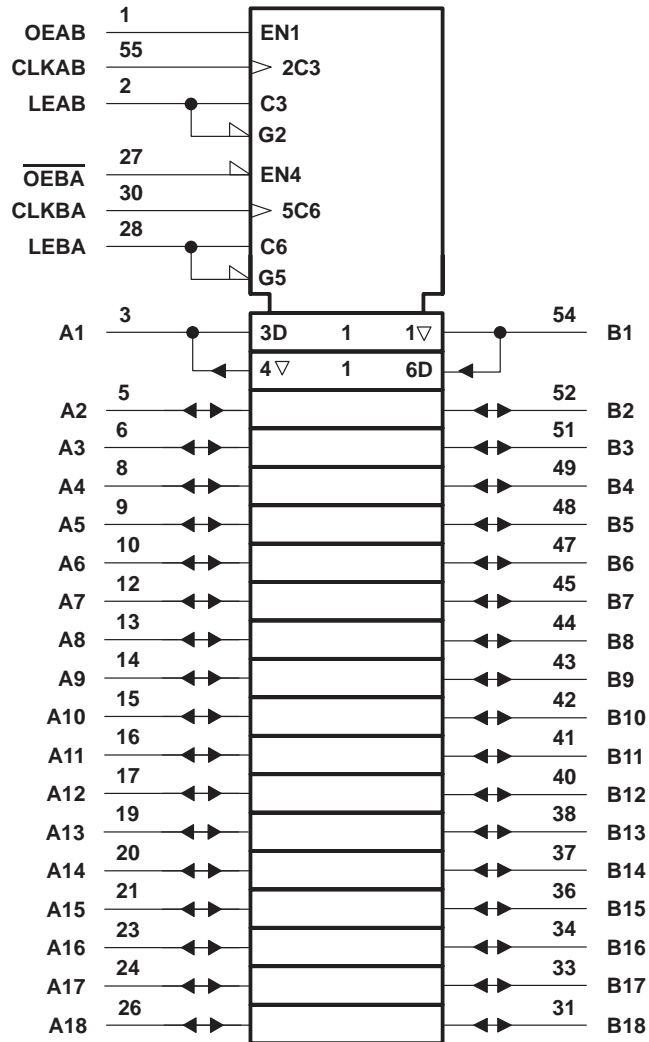 1
OEAB EN1
55
CLKAB 2C3
2
LEAB C3
G2
27
OEBA EN4
30
CLKBA 5C6
28
LEBA C6
G5
3 54
A1 3D 1 1▽ B1
4▽ 1 6D
5 52
A2 B2
6 51
A3 B3
8 49
A4 B4
9 48
A5 B5
10 47
A6 B6
12 45
A7 B7
13 44
A8 B8
14 43
A9 B9
15 42
A10 B10
16 41
A11 B11
17 40
A12 B12
19 38
A13 B13
20 37
A14 B14
21 36
A15 B15
23 34
A16 B16
24 33
A17 B17
26 31
A18 B18